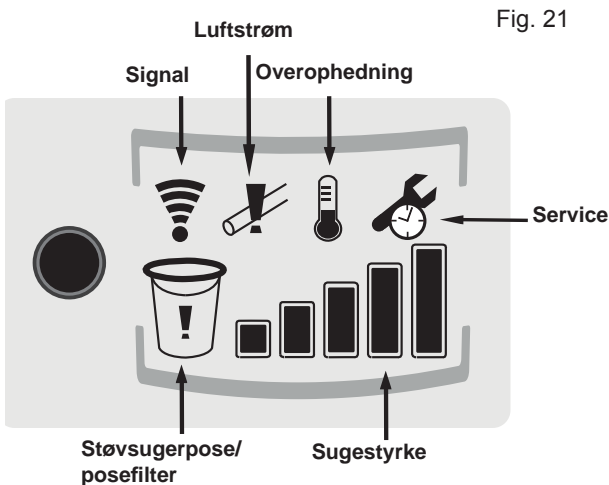 Fig. 21
Luftstrøm
Signal
Overophedning
Service
Støvsugerpose/
posefilter
Sugestyrke